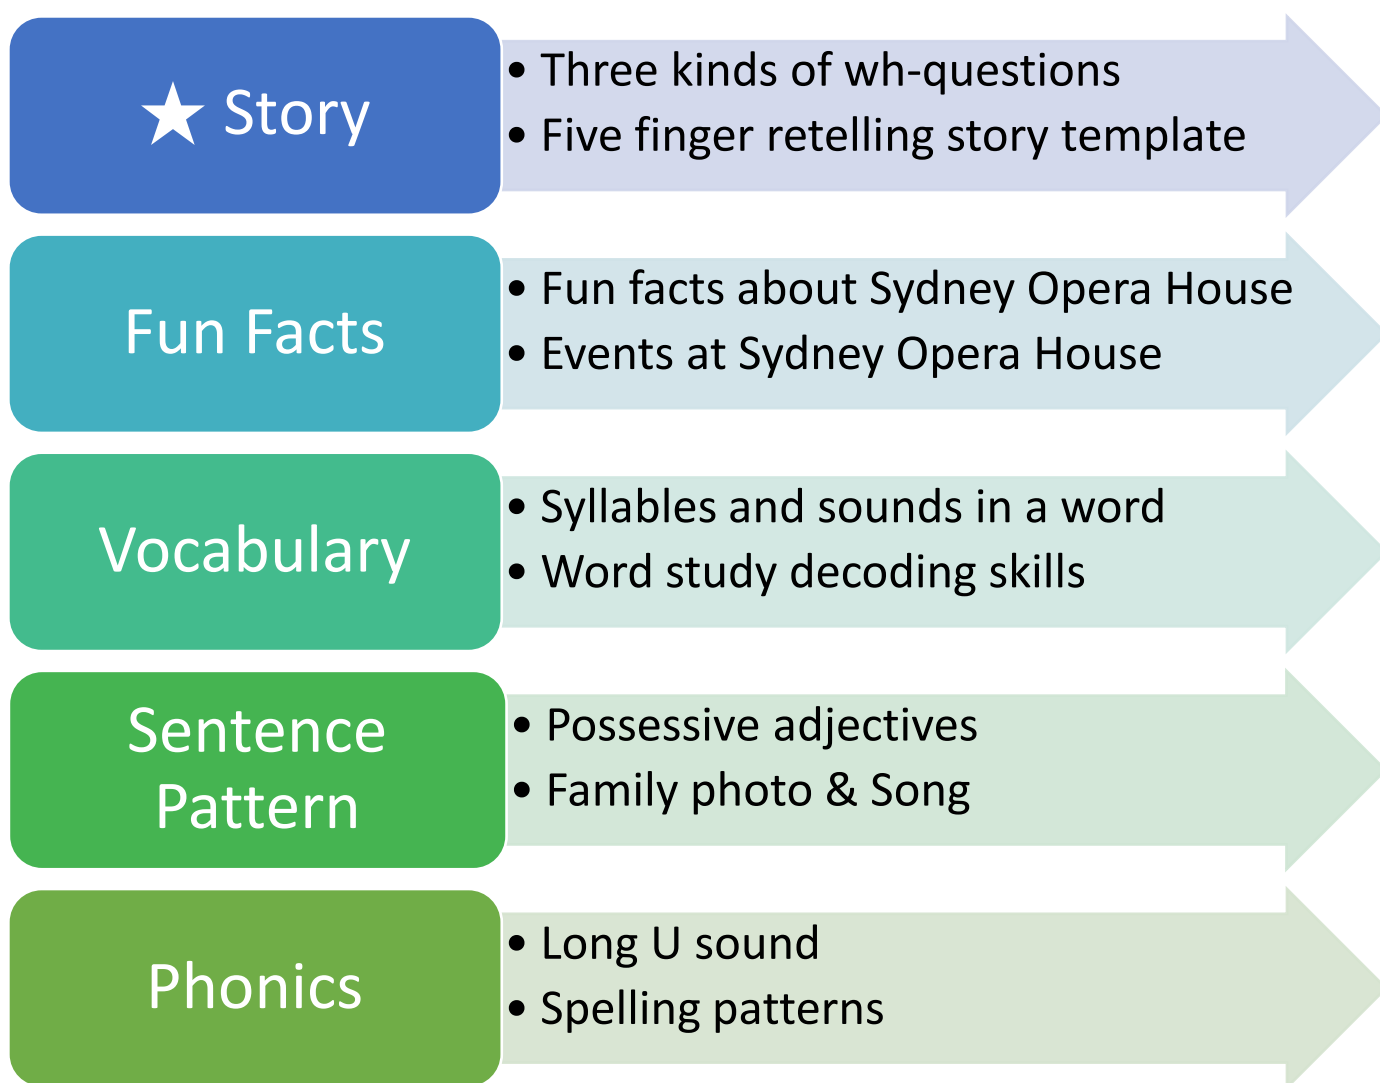 ★ Story
• Three kinds of wh-questions
• Five finger retelling story template
Fun Facts
• Fun facts about Sydney Opera House
• Events at Sydney Opera House
Vocabulary
• Syllables and sounds in a word
• Word study decoding skills
Sentence
Pattern
• Possessive adjectives
• Family photo & Song
Phonics
• Long U sound
• Spelling patterns